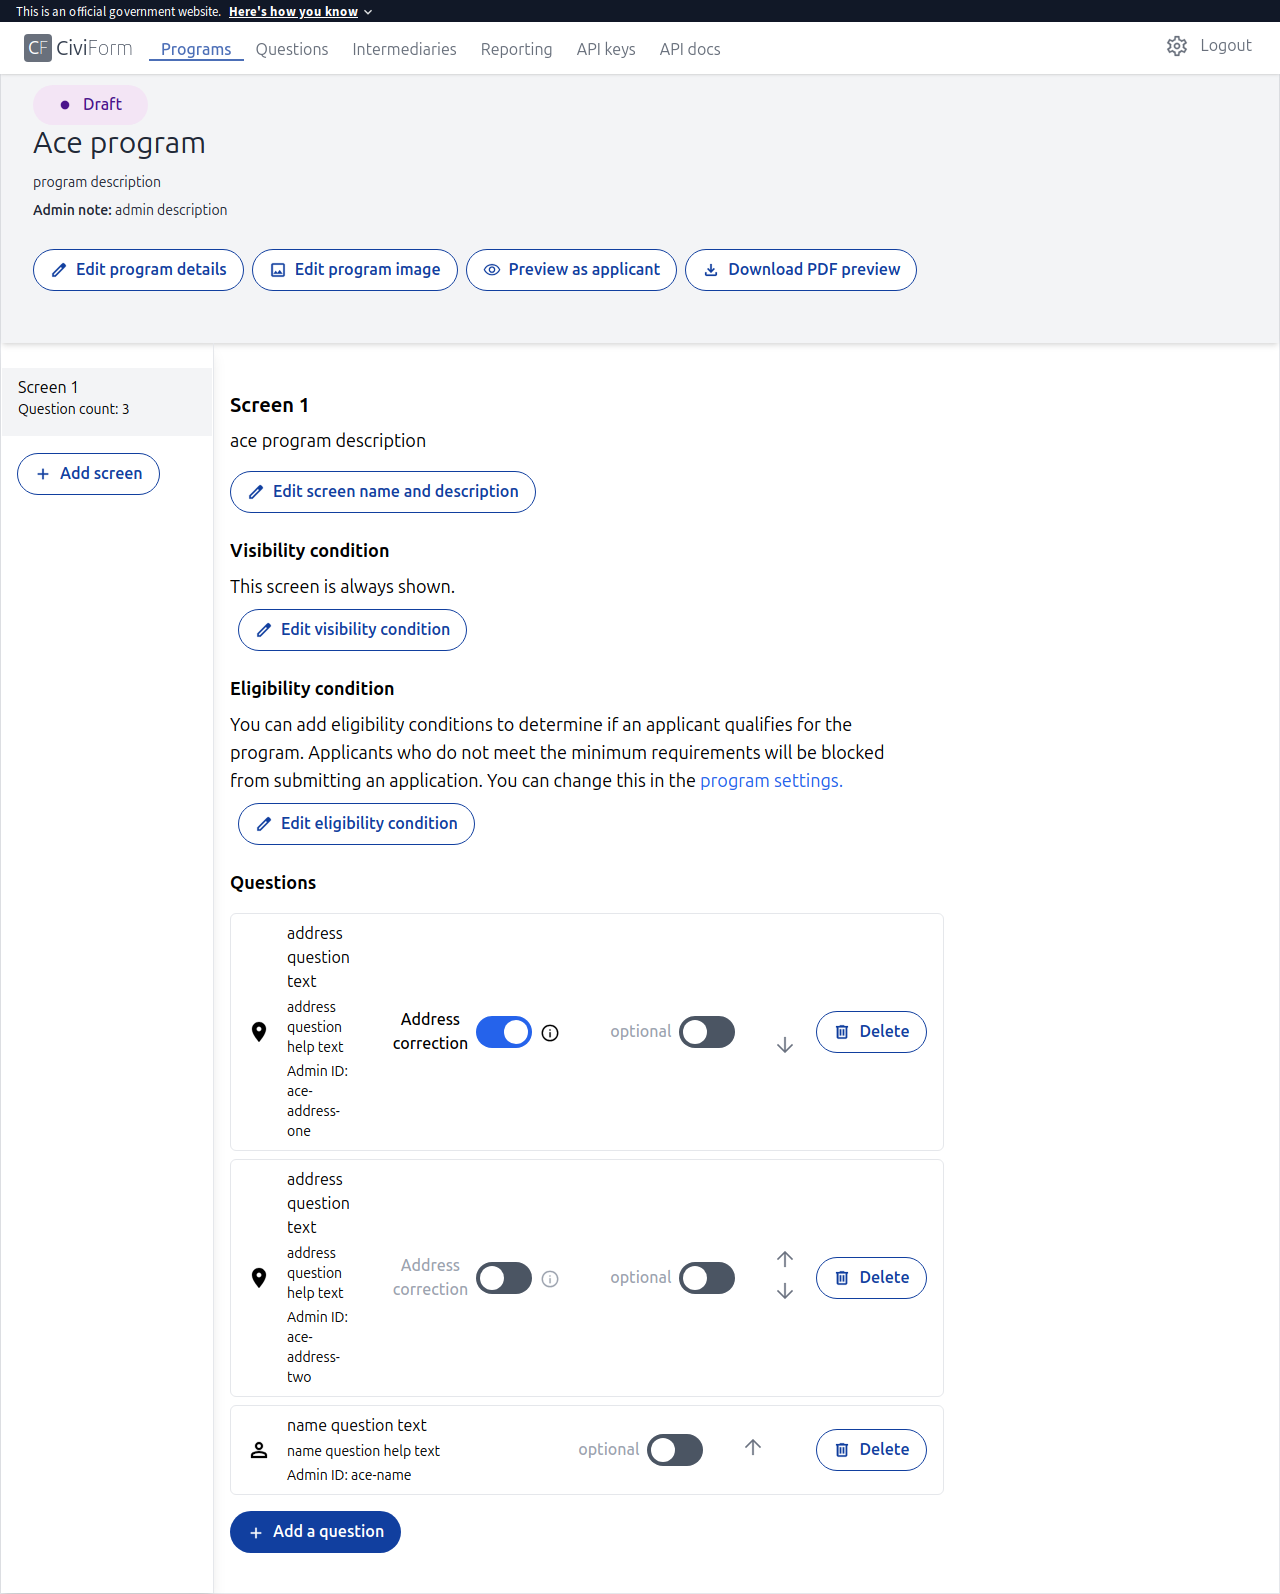 This is an official government website. Here's how you know
CF CiviForm Programs Questions Intermediaries Reporting API keys API docs Logout
Draft
Ace program
program description
Admin note: admin description
Edit program details Edit program image Preview as applicant Download PDF preview
Screen 1
Question count: 3
Add screen
Screen 1
ace program description
Edit screen name and description
Visibility condition
This screen is always shown.
Edit visibility condition
Eligibility condition
You can add eligibility conditions to determine if an applicant qualifies for the
program. Applicants who do not meet the minimum requirements will be blocked
from submitting an application. You can change this in the program settings.
Edit eligibility condition
Questions
address
question
text
address
question
help text
Admin ID:
ace-
address-
one
Address
correction
optional
Delete
address
question
text
address
question
help text
Admin ID:
ace-
address-
two
Address
correction
optional
Delete
name question text
name question help text
Admin ID: ace-name
optional
Delete
Add a question